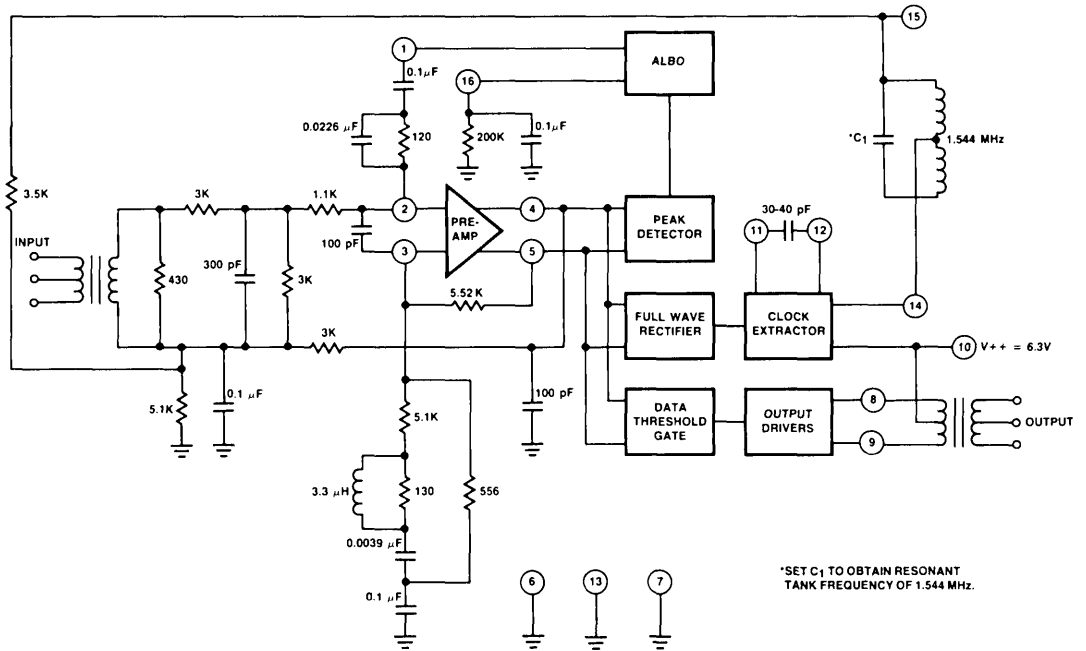 15
1
ALBO
0.1μF
16
0.0226 μF
120
200K
0.1μF
*C1
1.544 MHz
3.5K
3K
1.1K
2
PRE-
AMP
4
PEAK
DETECTOR
30-40 pF
11
12
INPUT
100 pF
3
5
430
300 pF
3K
5.52K
FULL WAVE
RECTIFIER
CLOCK
EXTRACTOR
14
3K
10
V++ = 6.3V
5.1K
0.1 μF
100 pF
5.1K
DATA
THRESHOLD
GATE
OUTPUT
DRIVERS
8
9
OUTPUT
3.3 μH
130
556
0.0039 μF
0.1 μF
6
13
7
*SET C1 TO OBTAIN RESONANT
TANK FREQUENCY OF 1.544 MHz.